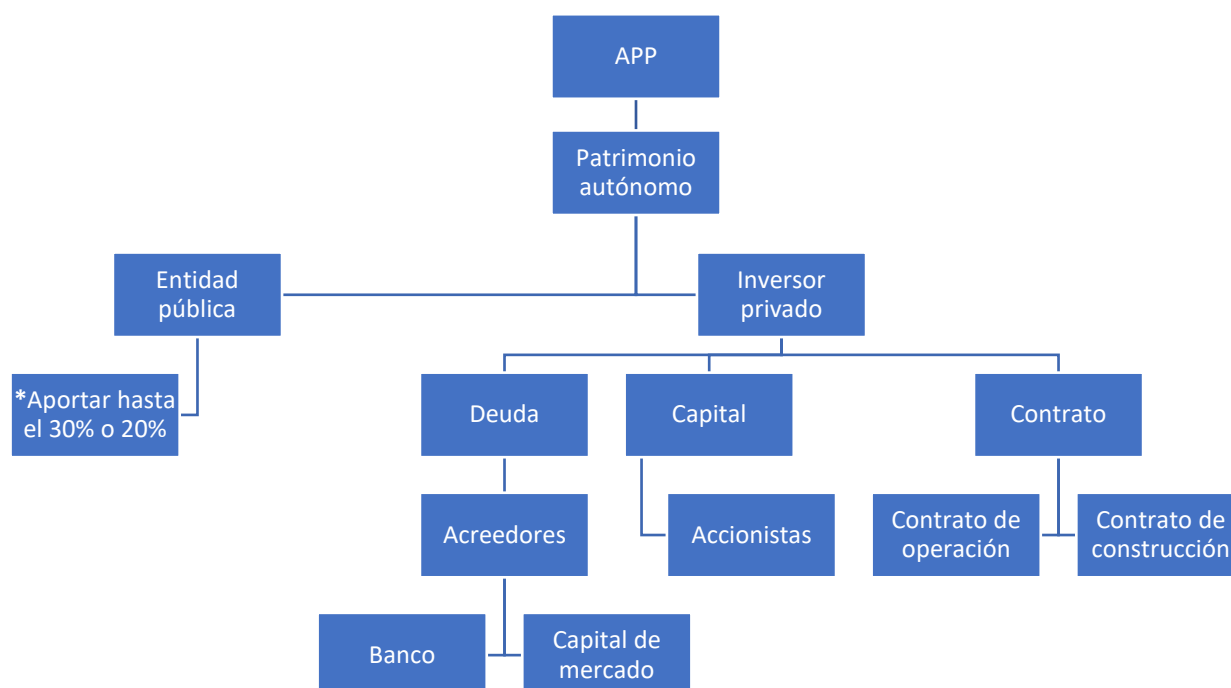 APP
Patrimonio
autónomo
Entidad
pública
Inversor
privado
*Aportar hasta
el 30% o 20%
Deuda
Capital
Contrato
Acreedores
Accionistas
Contrato de
operación
Contrato de
construcción
Banco
Capital de
mercado